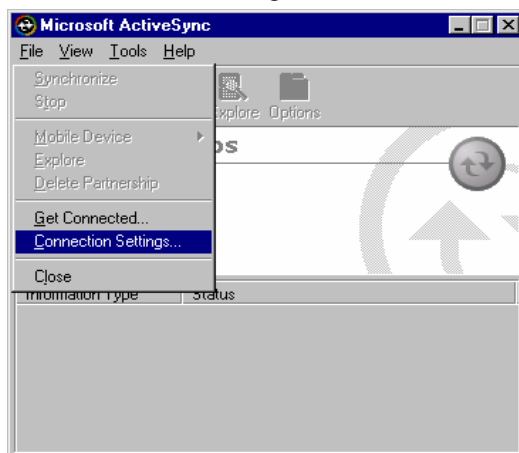 Microsoft ActiveSync
File View Tools Help
Synchronize
Stop
Explore Options
Mobile Device
Explore
Delete Partnership
Get Connected...
Connection Settings...
Close
Information Type Status